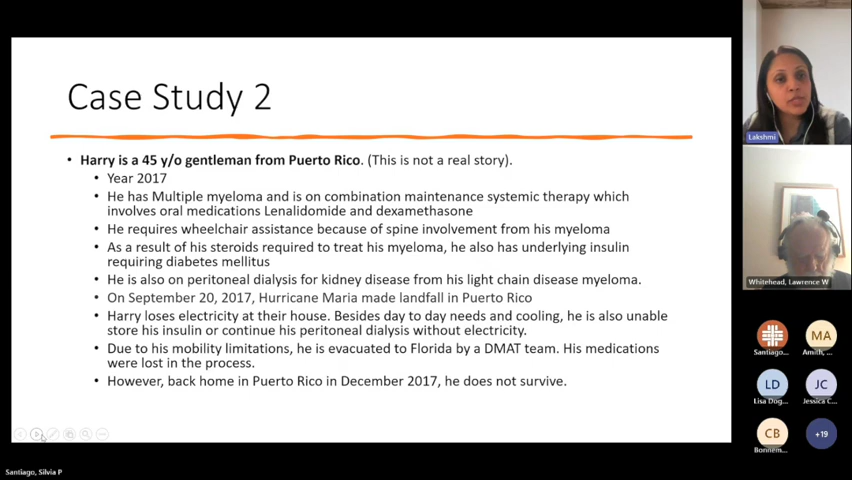 Case Study 2
• Harry is a 45 y/o gentleman from Puerto Rico. (This is not a real story).
• Year 2017
• He has Multiple myeloma and is on combination maintenance systemic therapy which
involves oral medications Lenalidomide and dexamethasone
• He requires wheelchair assistance because of spine involvement from his myeloma
• As a result of his steroids required to treat his myeloma, he also has underlying insulin
requiring diabetes mellitus
• He is also on peritoneal dialysis for kidney disease from his light chain disease myeloma.
• On September 20, 2017, Hurricane Maria made landfall in Puerto Rico
• Harry loses electricity at their house. Besides day to day needs and cooling, he is also unable
store his insulin or continue his peritoneal dialysis without electricity.
• Due to his mobility limitations, he is evacuated to Florida by a DMAT team. His medications
were lost in the process.
• However, back home in Puerto Rico in December 2017, he does not survive.
Lakshmi
Whitehead, Lawrence W
Santiago...
MA
Amith, ...
LD
Lisa Dog...
JC
Jessica C...
CB
Bonnem...
+19
Santiago, Silvia P